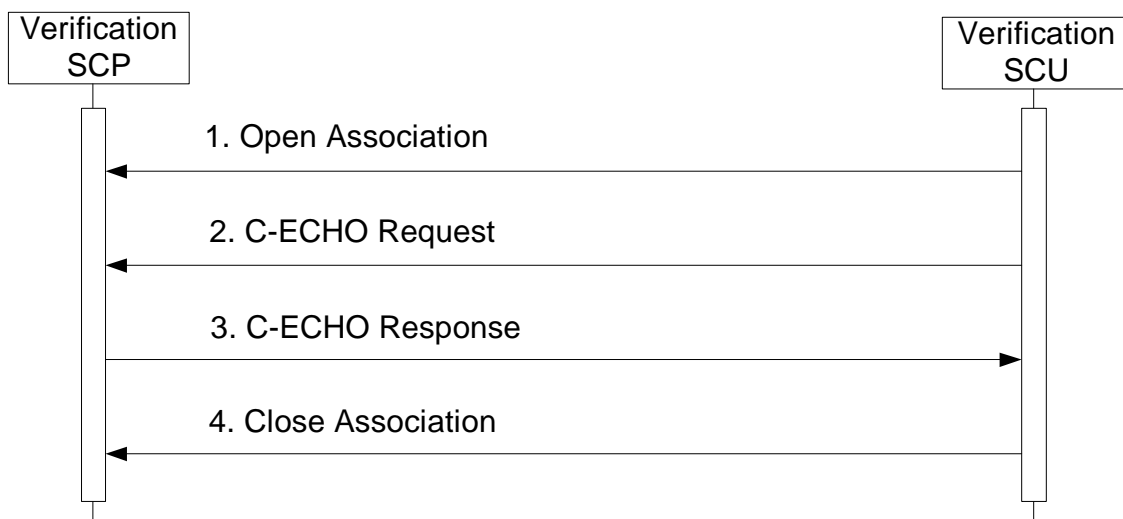 Verification
SCP
Verification
SCU
1. Open Association
2. C-ECHO Request
3. C-ECHO Response
4. Close Association